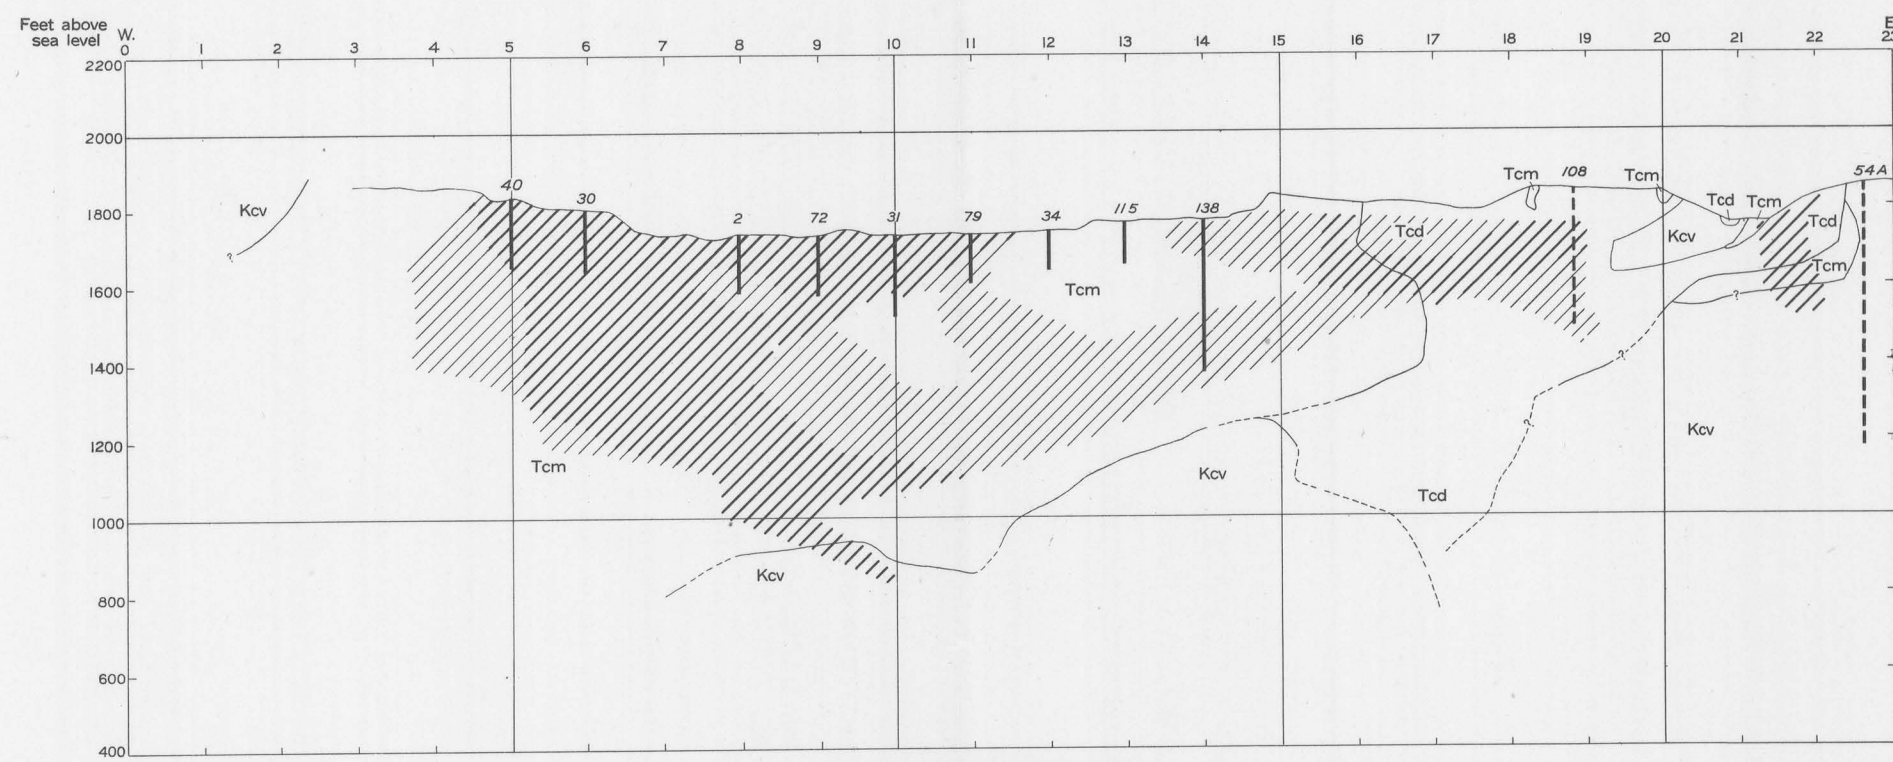 Feet above
sea level W. E
0 1 2 3 4 5 6 7 8 9 10 11 12 13 14 15 16 17 18 19 20 21 22
2200
2000
Tcm 108 Tcm 54A
40
30 Tcd Tcm
1800 Kcv 2 72 31 79 34 115 138 Tcd Kcv Tcd
?
1600 Tcm Tcm
?
1400 ?
1200 ? Kcv
Tcm Kcv
Tcd
1000
800 Kcv
600
400